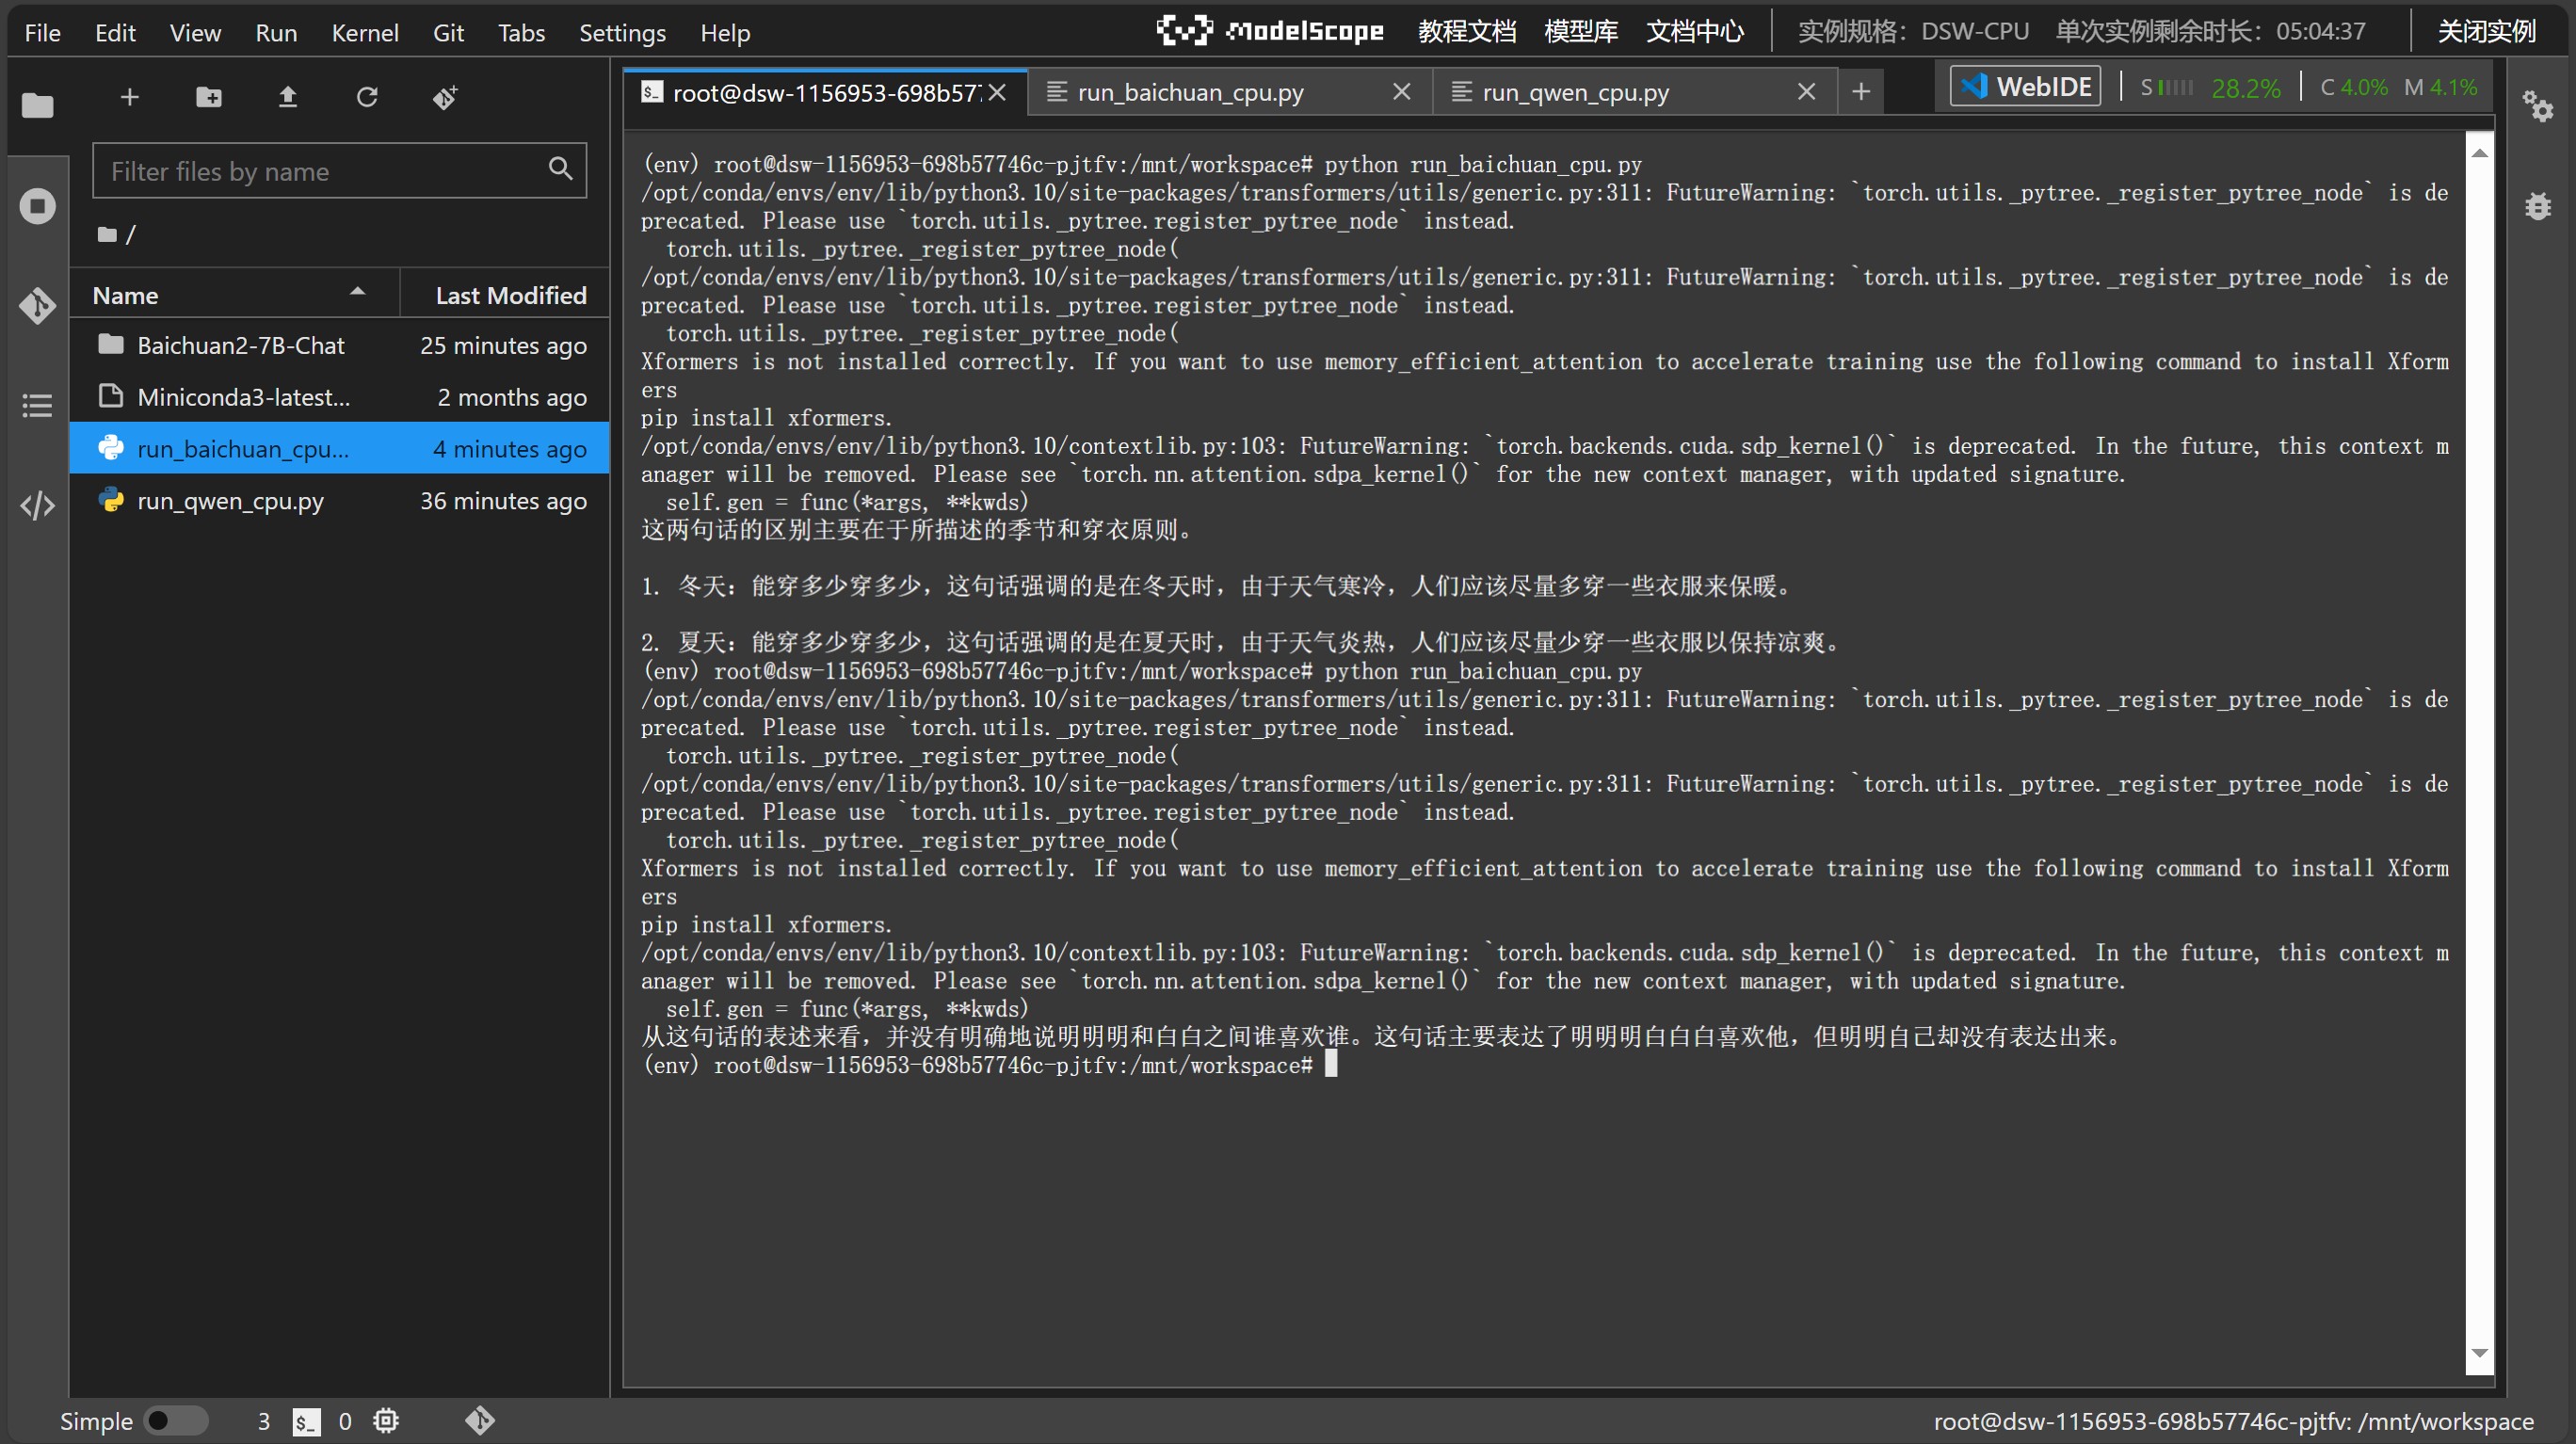 File Edit View Run Kernel Git Tabs Settings Help
ModelScope 教程文档 模型库 文档中心 实例规格：DSW-CPU 单次实例剩余时长：05:04:37 关闭实例
root@dsw-1156953-698b577 run_baichuan_cpu.py run_qwen_cpu.py
WebIDE S 28.2% C 4.0% M 4.1%
Filter files by name
/
Name Last Modified
Baichuan2-7B-Chat 25 minutes ago
Miniconda3-latest... 2 months ago
run_baichuan_cpu... 4 minutes ago
run_qwen_cpu.py 36 minutes ago
(env) root@dsw-1156953-698b57746c-pjtfv:/mnt/workspace# python run_baichuan_cpu.py
/opt/conda/envs/env/lib/python3.10/site-packages/transformers/utils/generic.py:311: FutureWarning: `torch.utils._pytree._register_pytree_node` is de
precated. Please use `torch.utils._pytree.register_pytree_node` instead.
torch.utils._pytree._register_pytree_node(
/opt/conda/envs/env/lib/python3.10/site-packages/transformers/utils/generic.py:311: FutureWarning: `torch.utils._pytree._register_pytree_node` is de
precated. Please use `torch.utils._pytree.register_pytree_node` instead.
torch.utils._pytree._register_pytree_node(
Xformers is not installed correctly. If you want to use memory_efficient_attention to accelerate training use the following command to install Xform
ers
pip install xformers.
/opt/conda/envs/env/lib/python3.10/contextlib.py:103: FutureWarning: `torch.backends.cuda.sdp_kernel()` is deprecated. In the future, this context m
anager will be removed. Please see `torch.nn.attention.sdpa_kernel()` for the new context manager, with updated signature.
self.gen = func(*args, **kwds)
这两句话的区别主要在于所描述的季节和穿衣原则。
1. 冬天：能穿多少穿多少，这句话强调的是在冬天时，由于天气寒冷，人们应该尽量多穿一些衣服来保暖。
2. 夏天：能穿多少穿多少，这句话强调的是在夏天时，由于天气炎热，人们应该尽量少穿一些衣服以保持凉爽。
(env) root@dsw-1156953-698b57746c-pjtfv:/mnt/workspace# python run_baichuan_cpu.py
/opt/conda/envs/env/lib/python3.10/site-packages/transformers/utils/generic.py:311: FutureWarning: `torch.utils._pytree._register_pytree_node` is de
precated. Please use `torch.utils._pytree.register_pytree_node` instead.
torch.utils._pytree._register_pytree_node(
/opt/conda/envs/env/lib/python3.10/site-packages/transformers/utils/generic.py:311: FutureWarning: `torch.utils._pytree._register_pytree_node` is de
precated. Please use `torch.utils._pytree.register_pytree_node` instead.
torch.utils._pytree._register_pytree_node(
Xformers is not installed correctly. If you want to use memory_efficient_attention to accelerate training use the following command to install Xform
ers
pip install xformers.
/opt/conda/envs/env/lib/python3.10/contextlib.py:103: FutureWarning: `torch.backends.cuda.sdp_kernel()` is deprecated. In the future, this context m
anager will be removed. Please see `torch.nn.attention.sdpa_kernel()` for the new context manager, with updated signature.
self.gen = func(*args, **kwds)
从这句话的表述来看，并没有明确地说明明明和白白之间谁喜欢谁。这句话主要表达了明明明白白白喜欢他，但明明自己却没有表达出来。
(env) root@dsw-1156953-698b57746c-pjtfv:/mnt/workspace#
Simple 3 $_ 0 root@dsw-1156953-698b57746c-pjtfv: /mnt/workspace